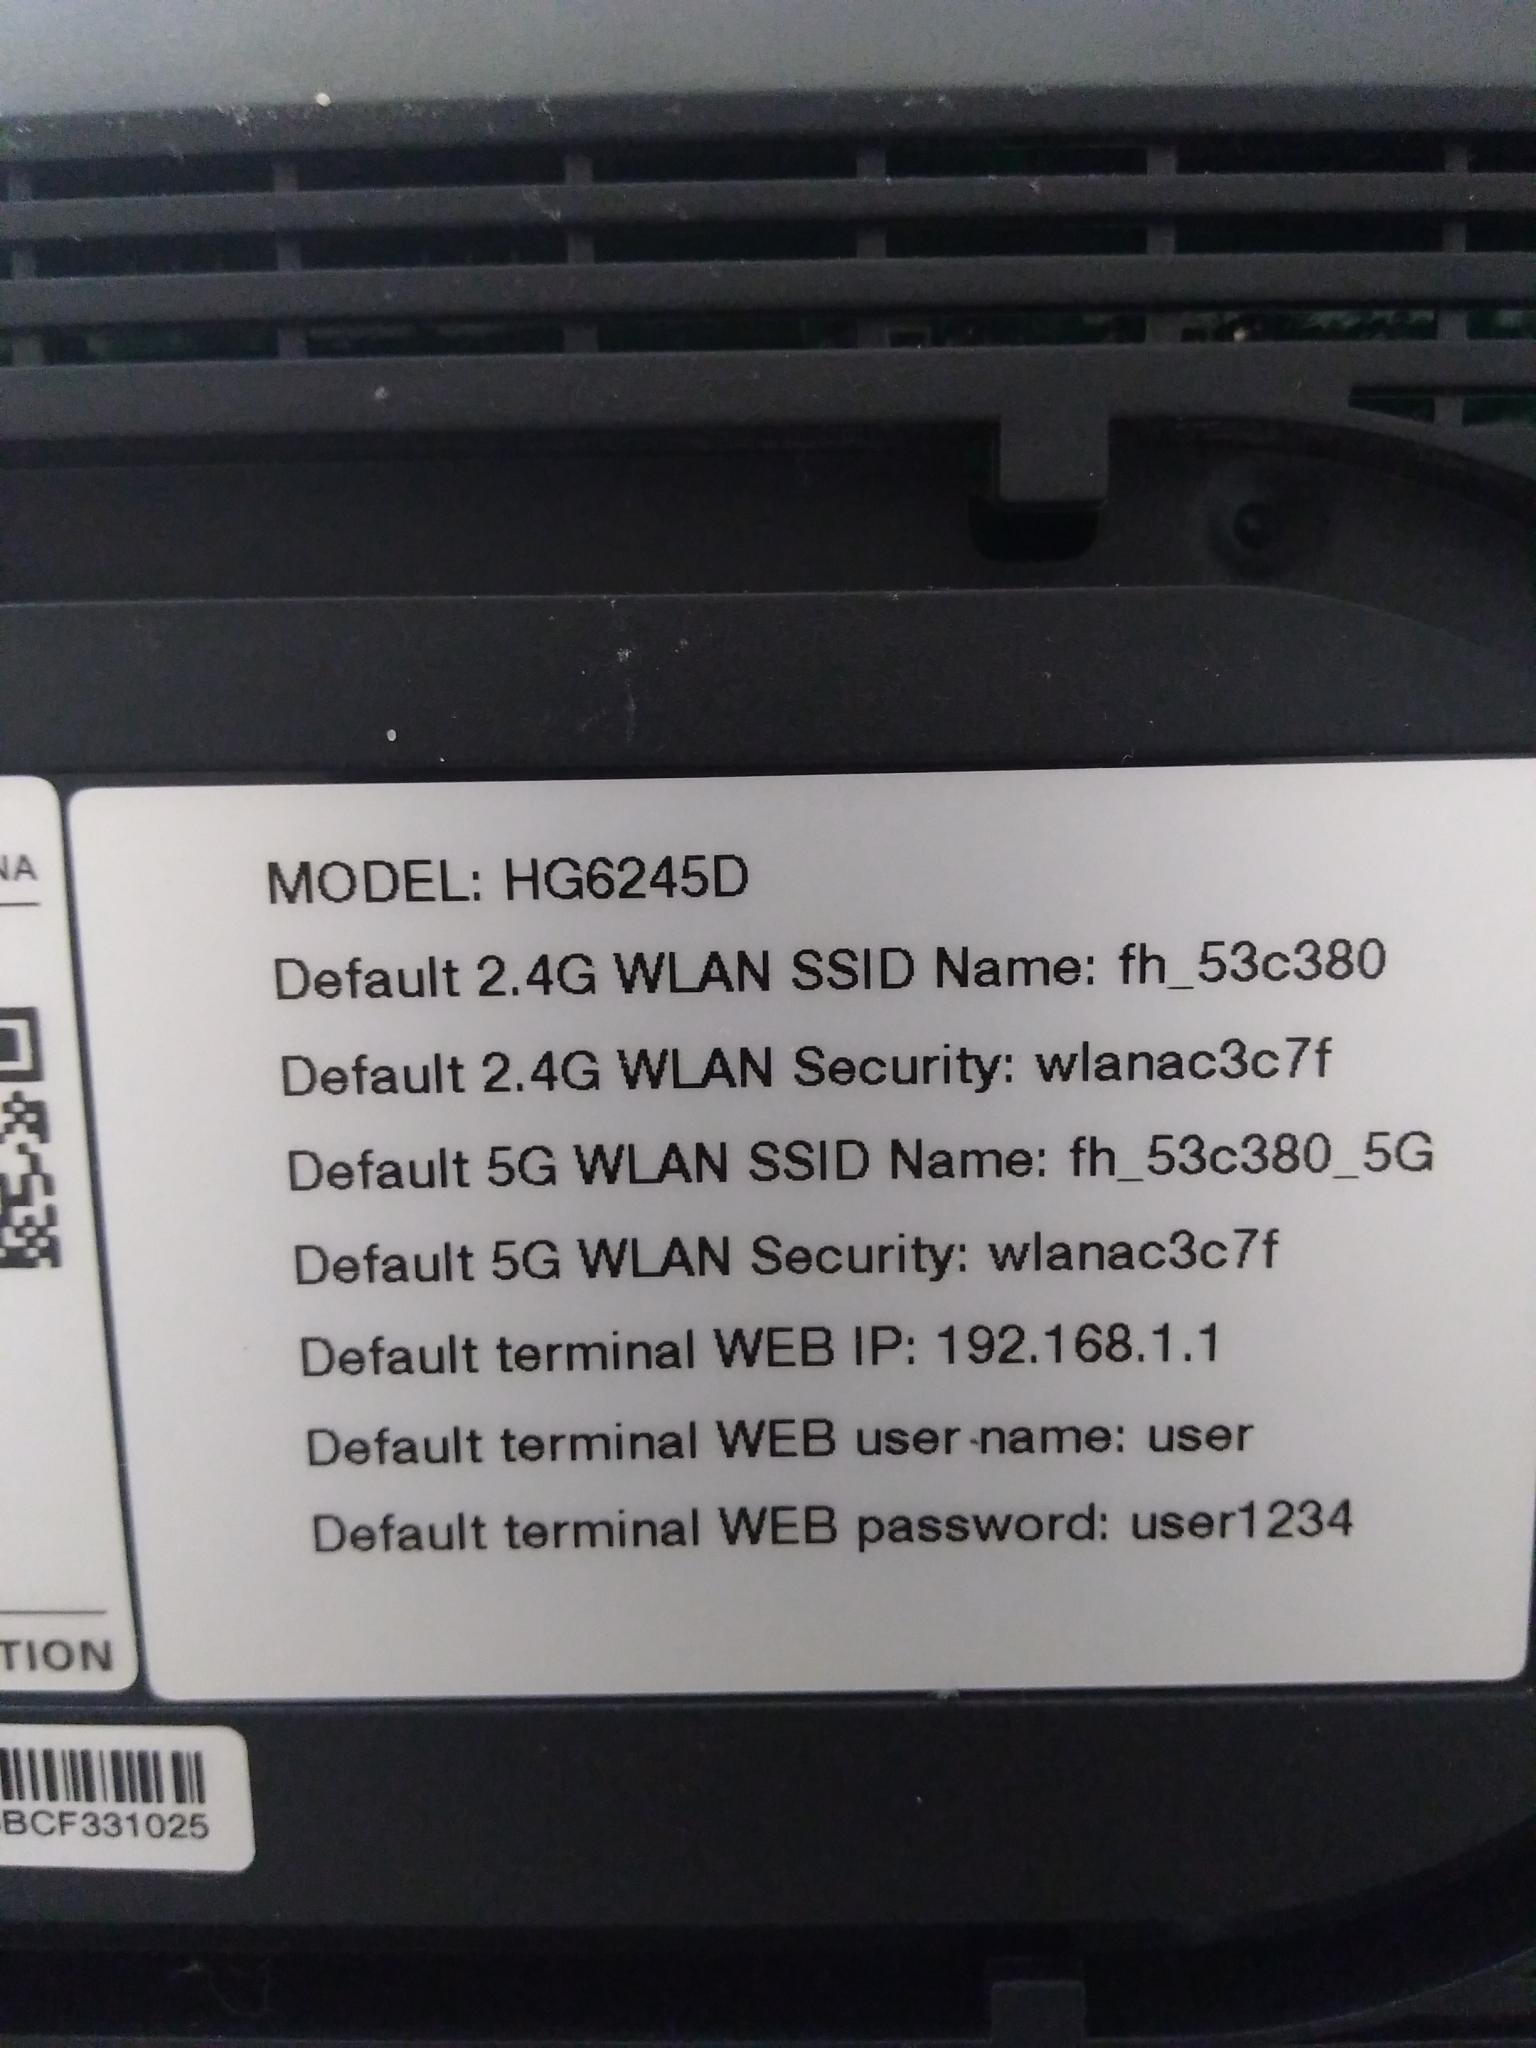 MODEL: HG6245D
Default 2.4G WLAN SSID Name: fh_53c380
Default 2.4G WLAN Security: wlanac3c7f
Default 5G WLAN SSID Name: fh_53c380_5G
Default 5G WLAN Security: wlanac3c7f
Default terminal WEB IP: 192.168.1.1
Default terminal WEB user name: user
Default terminal WEB password: user1234
NA
TION
BCF331025